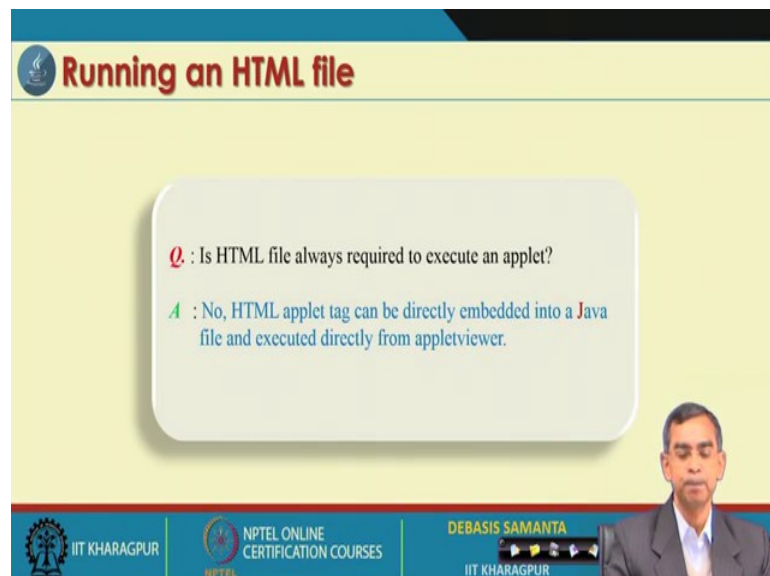 Running an HTML file
Q. : Is HTML file always required to execute an applet?
A : No, HTML applet tag can be directly embedded into a Java
file and executed directly from appletviewer.
IIT KHARAGPUR
NPTEL
NPTEL ONLINE
CERTIFICATION COURSES
DEBASIS SAMANTA
IIT KHARAGPUR